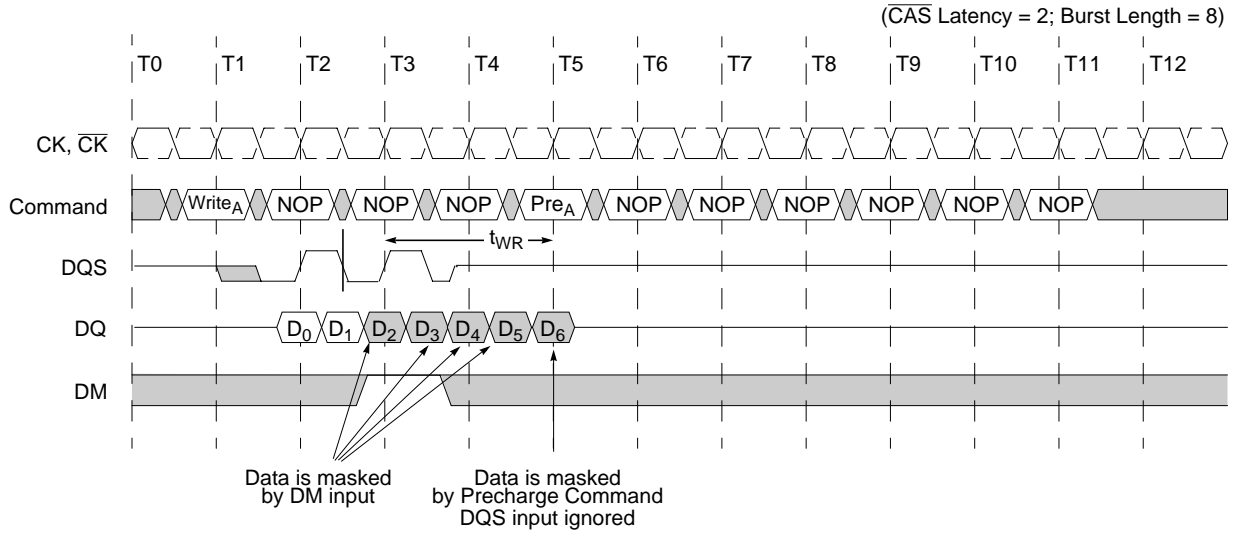 (CAS Latency = 2; Burst Length = 8)
T0 T1 T2 T3 T4 T5 T6 T7 T8 T9 T10 T11 T12
CK, CK
Command WriteA NOP NOP NOP PreA NOP NOP NOP NOP NOP NOP
tWR
DQS
DQ D0 D1 D2 D3 D4 D5 D6
DM
Data is masked
by DM input
Data is masked
by Precharge Command
DQS input ignored